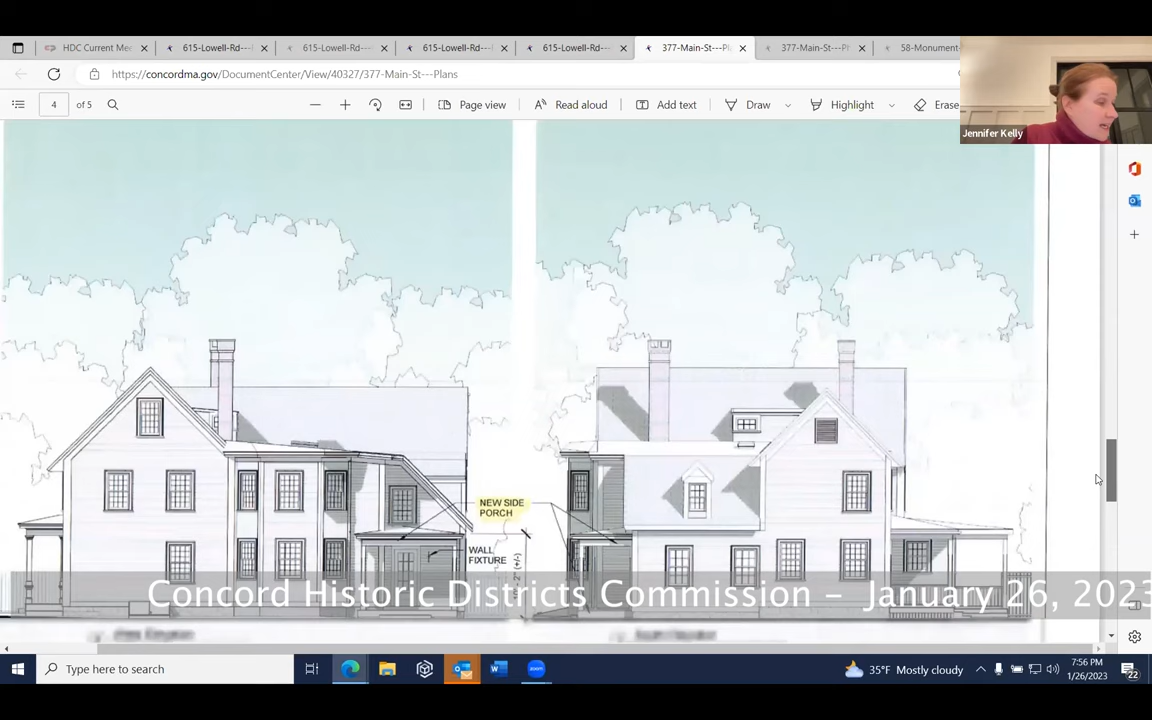 HDC Current Me
615-Lowell-Rd---
615-Lowell-Rd---
615-Lowell-Rd---
615-Lowell-Rd---
377-Main-St---Pl
377-Main-St---P
58-Monument-
https://concordma.gov/DocumentCenter/View/40327/377-Main-St---Plans
4 of 5
Page view
Read aloud
Add text
Draw
Highlight
Erase
Jennifer Kelly
NEW SIDE
PORCH
WALL
FIXTURE
Concord Historic Districts Commission - January 26, 2023
Type here to search
35°F Mostly cloudy
7:56 PM
1/26/2023
22